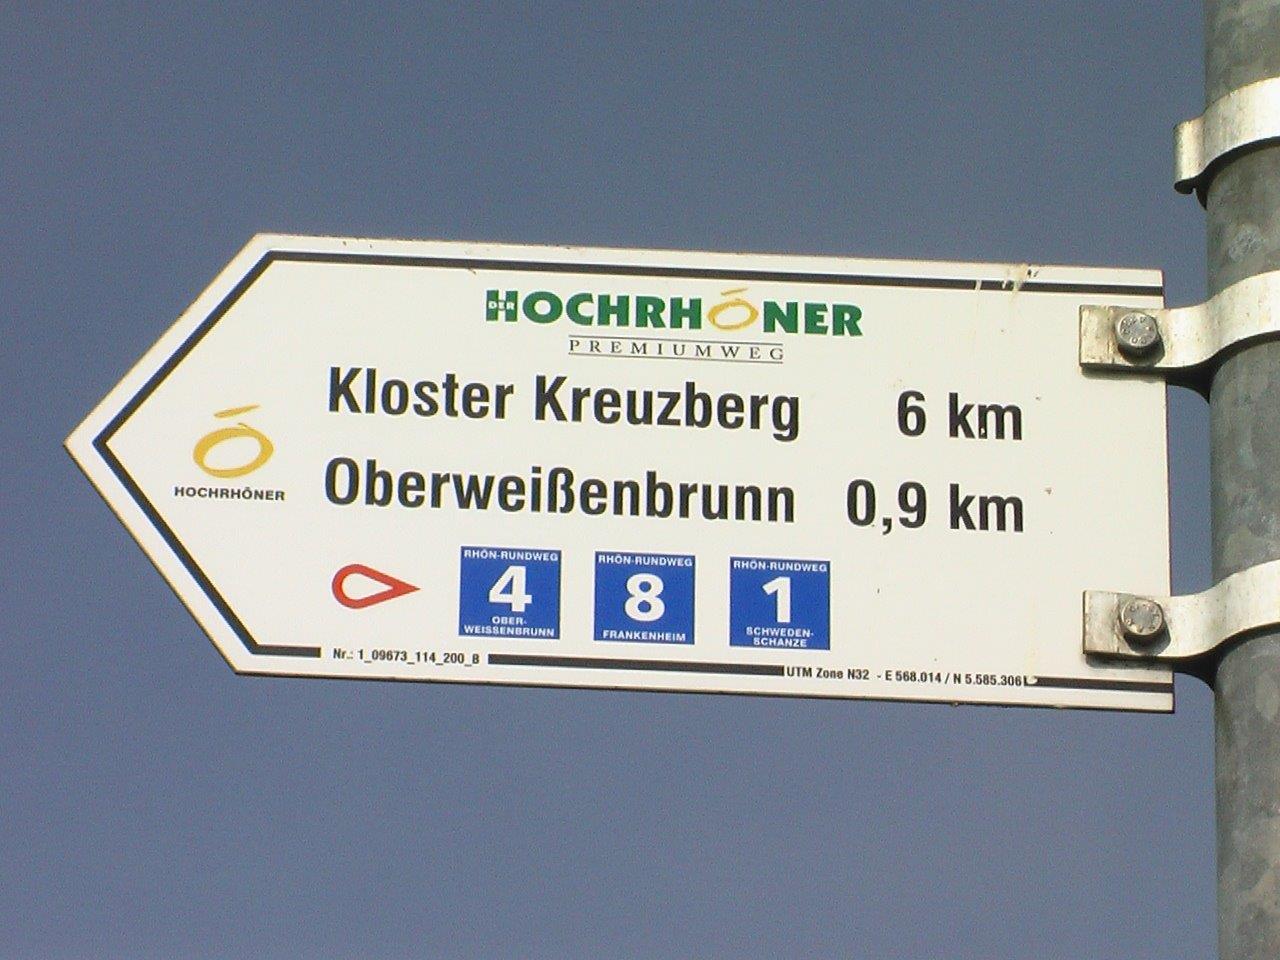 DER HOCHRHÖNER
PREMIUMWEG
Kloster Kreuzberg 6 km
Oberweißenbrunn 0,9 km
HOCHRHÖNER
RHÖN-RUNDWEG
4
OBER-
WEISSENBRUNN
RHÖN-RUNDWEG
8
FRANKENHEIM
RHÖN-RUNDWEG
1
SCHWEDEN-
SCHANZE
Nr.: 1_09673_114_200_B
UTM Zone N32 - E 568.014 / N 5.585.306